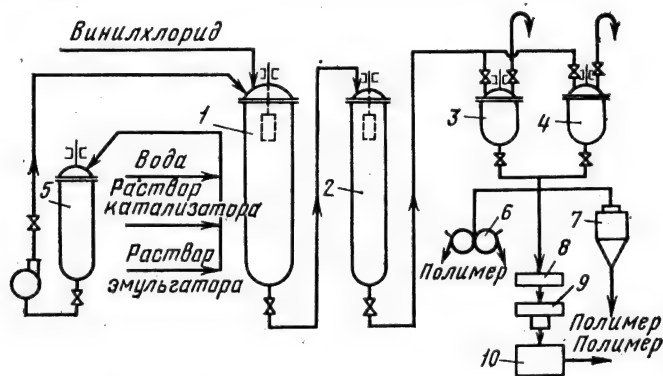 Винилхлорид
1
3
4
5
Вода
Раствор
катализатора
2
6
7
Раствор
эмульгатора
Полимер
8
9
Полимер
Полимер
10